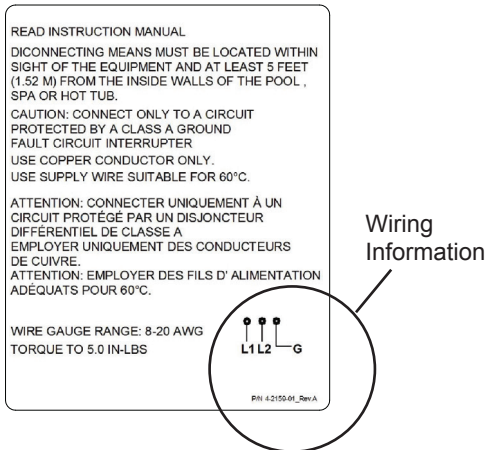 READ INSTRUCTION MANUAL
DICONNECTING MEANS MUST BE LOCATED WITHIN
SIGHT OF THE EQUIPMENT AND AT LEAST 5 FEET
(1.52 M) FROM THE INSIDE WALLS OF THE POOL ,
SPA OR HOT TUB.
CAUTION: CONNECT ONLY TO A CIRCUIT
PROTECTED BY A CLASS A GROUND
FAULT CIRCUIT INTERRUPTER
USE COPPER CONDUCTOR ONLY.
USE SUPPLY WIRE SUITABLE FOR 60°C.
ATTENTION: CONNECTER UNIQUEMENT À UN
CIRCUIT PROTÉGÉ PAR UN DISJONCTEUR
DIFFÉRENTIEL DE CLASSE A
EMPLOYER UNIQUEMENT DES CONDUCTEURS
DE CUIVRE.
ATTENTION: EMPLOYER DES FILS D' ALIMENTATION
ADÉQUATS POUR 60°C.
WIRE GAUGE RANGE: 8-20 AWG
TORQUE TO 5.0 IN-LBS
L1 L2 G
P/N 4-2159-01_Rev.A
Wiring
Information